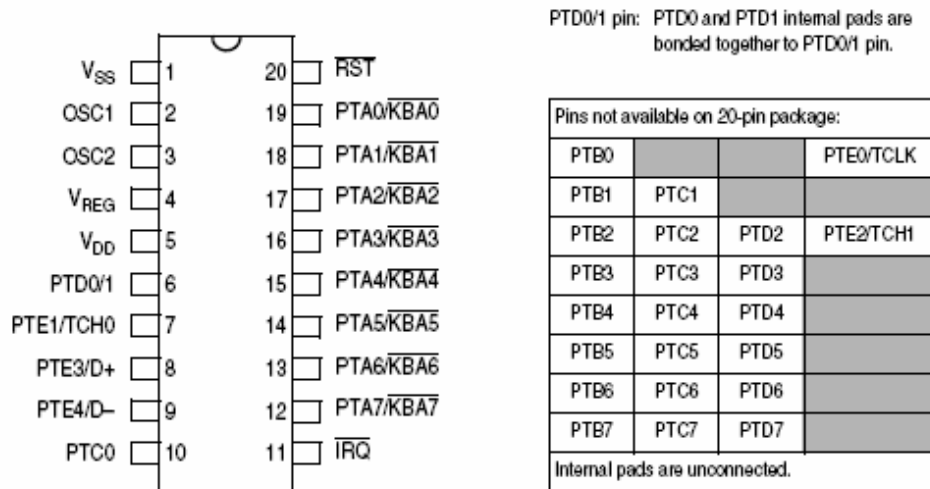 PTD0/1 pin: PTD0 and PTD1 internal pads are
bonded together to PTD0/1 pin.
VSS 1 20 RST
OSC1 2 19 PTA0/KBA0
OSC2 3 18 PTA1/KBA1
VREG 4 17 PTA2/KBA2
VDD 5 16 PTA3/KBA3
PTD0/1 6 15 PTA4/KBA4
PTE1/TCH0 7 14 PTA5/KBA5
PTE3/D+ 8 13 PTA6/KBA6
PTE4/D– 9 12 PTA7/KBA7
PTC0 10 11 IRQ
Pins not available on 20-pin package:
PTB0 PTE0/TCLK
PTB1 PTC1
PTB2 PTC2 PTD2 PTE2/TCH1
PTB3 PTC3 PTD3
PTB4 PTC4 PTD4
PTB5 PTC5 PTD5
PTB6 PTC6 PTD6
PTB7 PTC7 PTD7
Internal pads are unconnected.